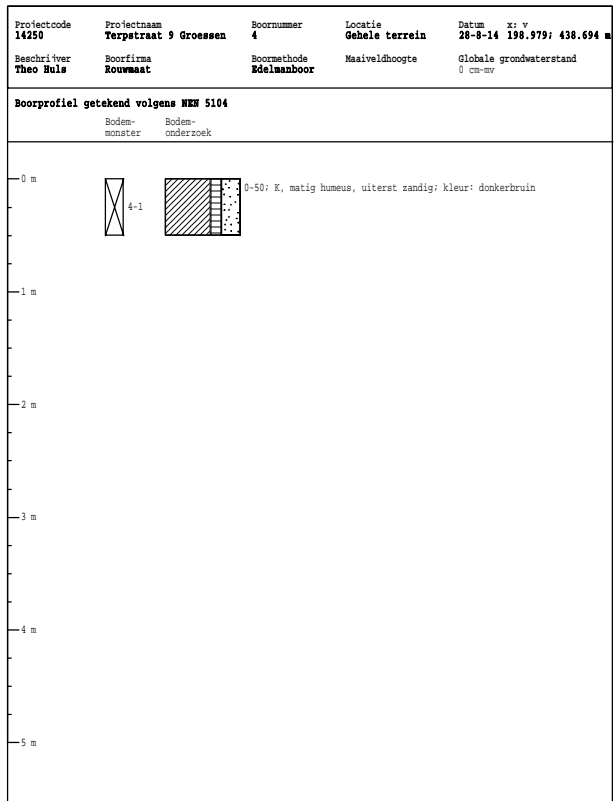 Projectcode Projectnaam Boornummer Locatie Datum x: v
14250 Terpstraat 9 Groessen 4 Gehele terrein 28-8-14 198.979; 438.694 m
Beschrijver Boorfirma Boormethode Maaiveldhoogte Globale grondwaterstand
Theo Huls Rouwmaat Edelmanboor 0 cm-mv
Boorprofiel getekend volgens NEN 5104
Bodem- Bodem-
monster onderzoek
0 m
0-50; K, matig humeus, uiterst zandig; kleur: donkerbruin
4-1
1 m
2 m
3 m
4 m
5 m